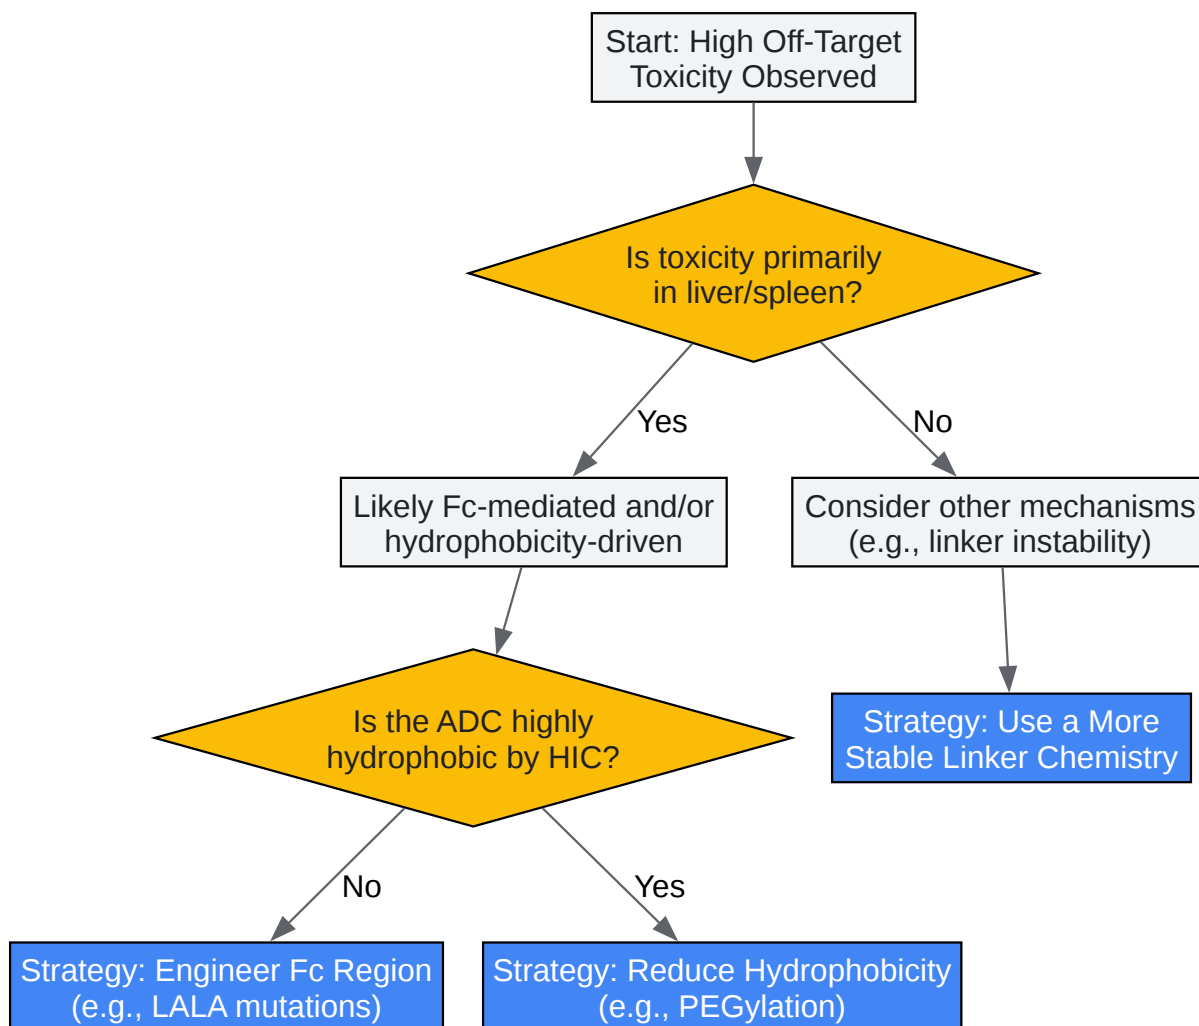 Start: High Off-Target
Toxicity Observed
Is toxicity primarily
in liver/spleen?
Yes
No
Likely Fc-mediated and/or
hydrophobicity-driven
Consider other mechanisms
(e.g., linker instability)
Is the ADC highly
hydrophobic by HIC?
Strategy: Use a More
Stable Linker Chemistry
No
Yes
Strategy: Engineer Fc Region
(e.g., LALA mutations)
Strategy: Reduce Hydrophobicity
(e.g., PEGylation)